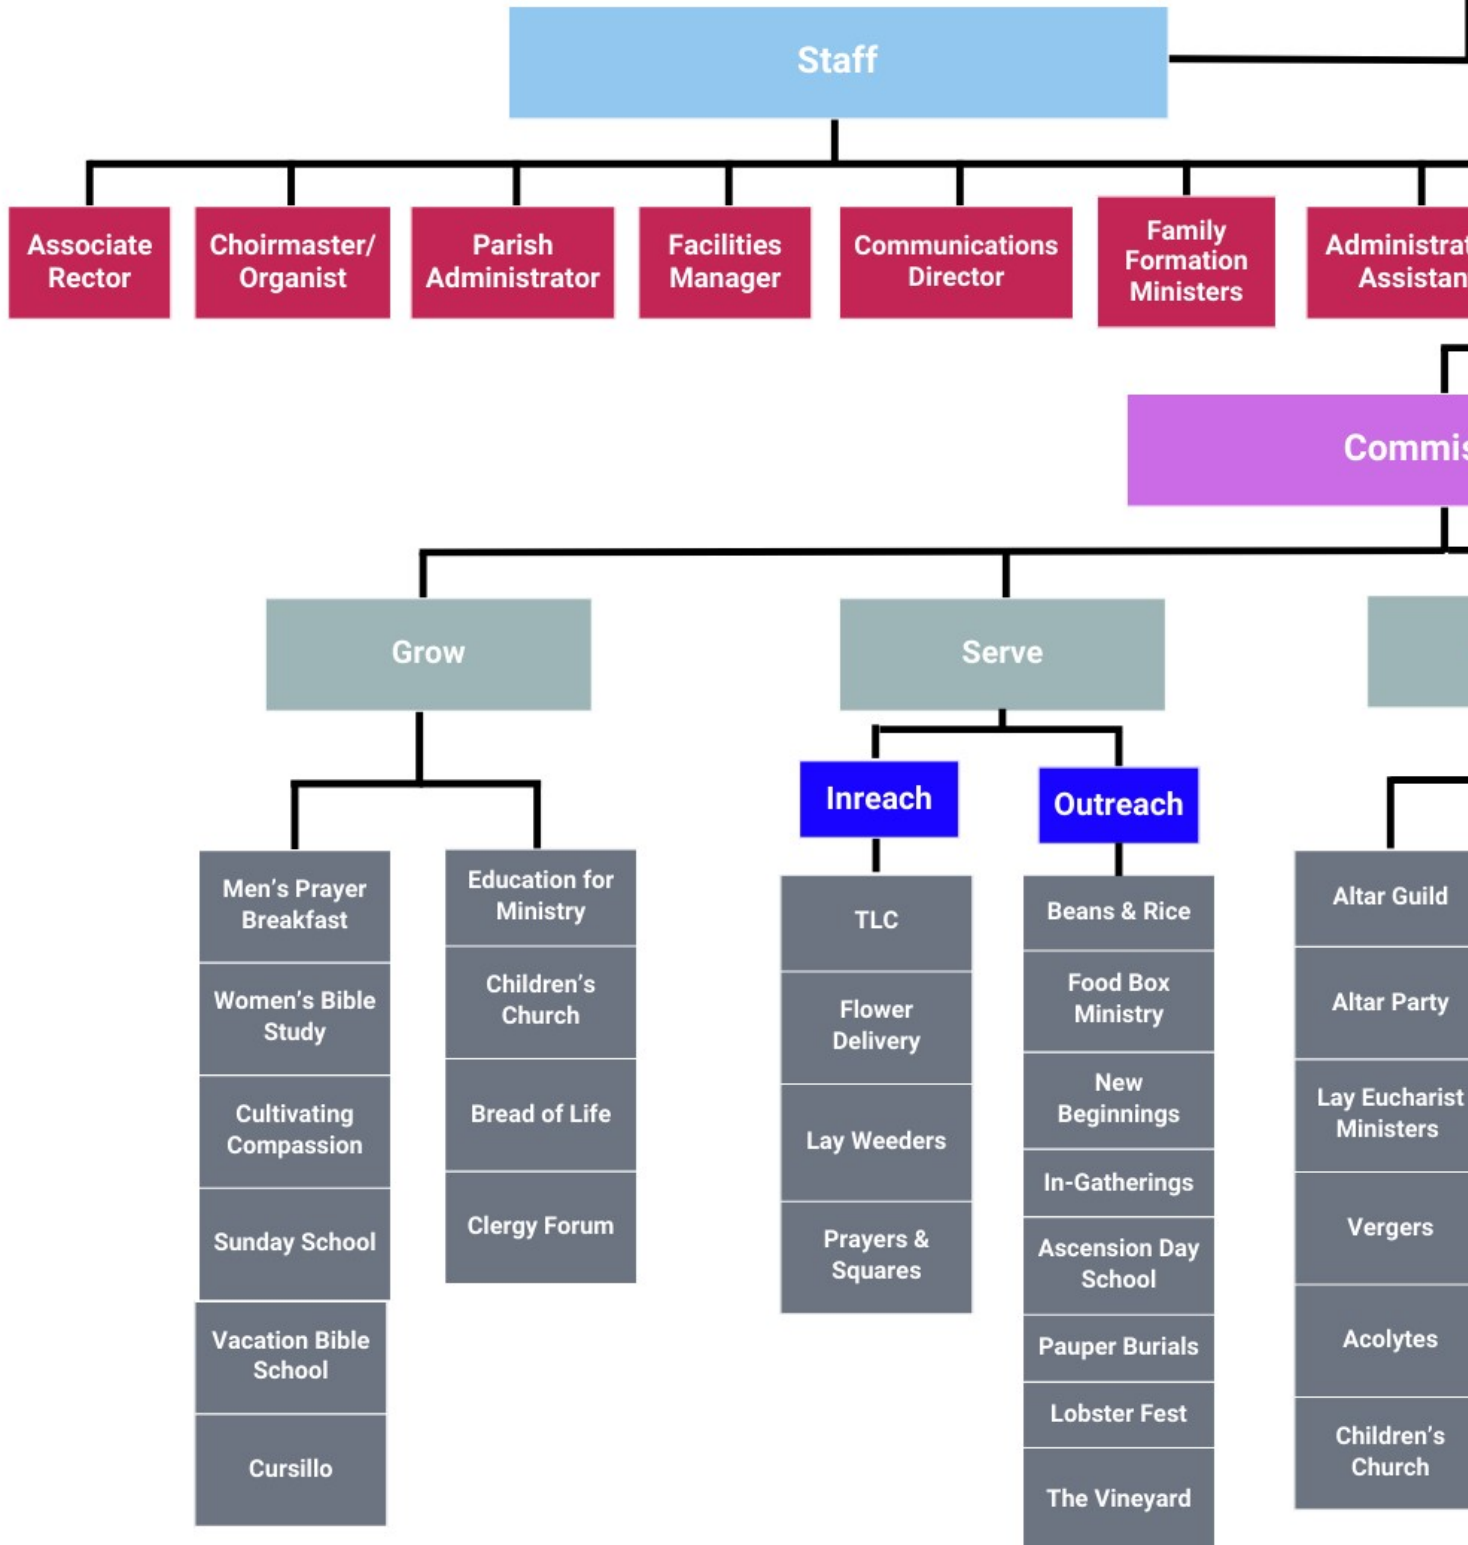 Staff
Associate
Rector
Choirmaster/
Organist
Parish
Administrator
Facilities
Manager
Communications
Director
Family
Formation
Ministers
Administrat
Assistan
Commis
Grow
Serve
Inreach
Outreach
Men's Prayer
Breakfast
Women's Bible
Study
Cultivating
Compassion
Sunday School
Vacation Bible
School
Cursillo
Education for
Ministry
Children's
Church
Bread of Life
Clergy Forum
TLC
Flower
Delivery
Lay Weeders
Prayers &
Squares
Beans & Rice
Food Box
Ministry
New
Beginnings
In-Gatherings
Ascension Day
School
Pauper Burials
Lobster Fest
The Vineyard
Altar Guild
Altar Party
Lay Eucharist
Ministers
Vergers
Acolytes
Children's
Church